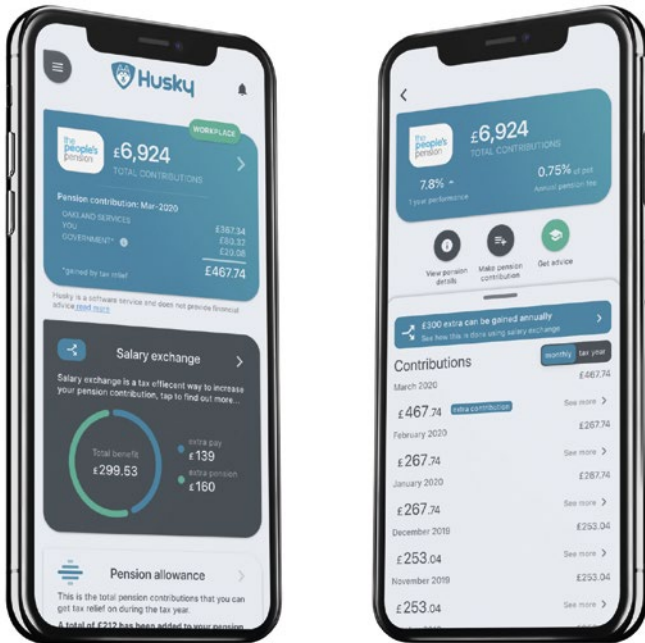 Husky
WORKPLACE
the people's pension
£6,924
TOTAL CONTRIBUTIONS
Pension contribution: Mar-2020
OAKLAND SERVICES £367.34
YOU £80.32
GOVERNMENT* £20.08
£467.74
*gained by tax relief
Husky is a software service and does not provide financial
advice read more
Salary exchange
Salary exchange is a tax effiecent way to increase
your pension contribution, tap to find out more...
Total benefit
£299.53
extra pay
£139
extra pension
£160
Pension allowance
This is the total pension contributions that you can
get tax relief on during the tax year.
A total of £212 has been added to your pension
the people's pension
£6,924
TOTAL CONTRIBUTIONS
7.8%
1 year performance
0.75% of pot
Annual pension fee
View pension
details
Make pension
contribution
Get advice
£300 extra can be gained annually
See how this is done using salary exchange
Contributions
monthly tax year
March 2020 £467.74
£467.74 extra contribution See more
February 2020 £267.74
£267.74 See more
January 2020 £267.74
£267.74 See more
December 2019 £253.04
£253.04 See more
November 2019 £253.04
£253.04 See more